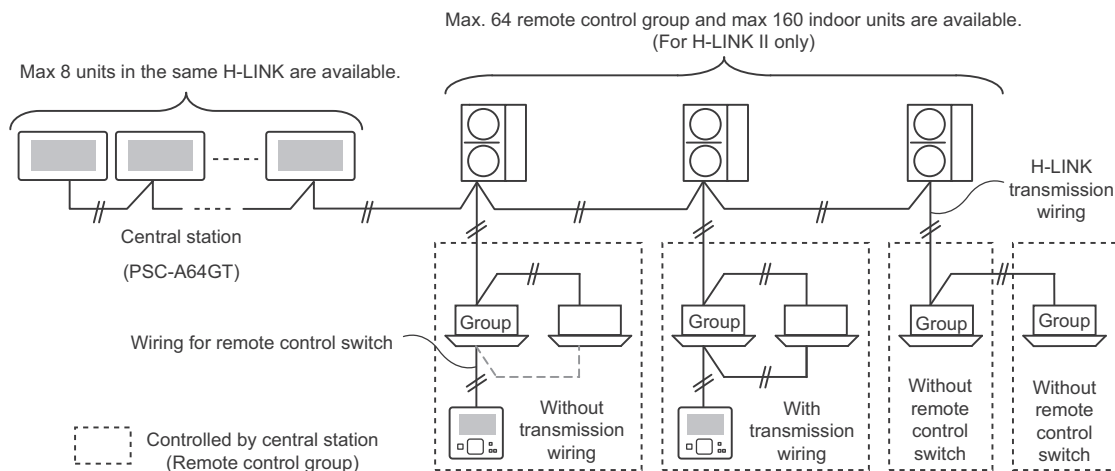 Max. 64 remote control group and max 160 indoor units are available.
(For H-LINK II only)
Max 8 units in the same H-LINK are available.
H-LINK
transmission
wiring
Central station
(PSC-A64GT)
Group
Group
Group
Group
Wiring for remote control switch
Without
transmission
wiring
With
transmission
wiring
Without
remote
control
switch
Without
remote
control
switch
Controlled by central station
(Remote control group)